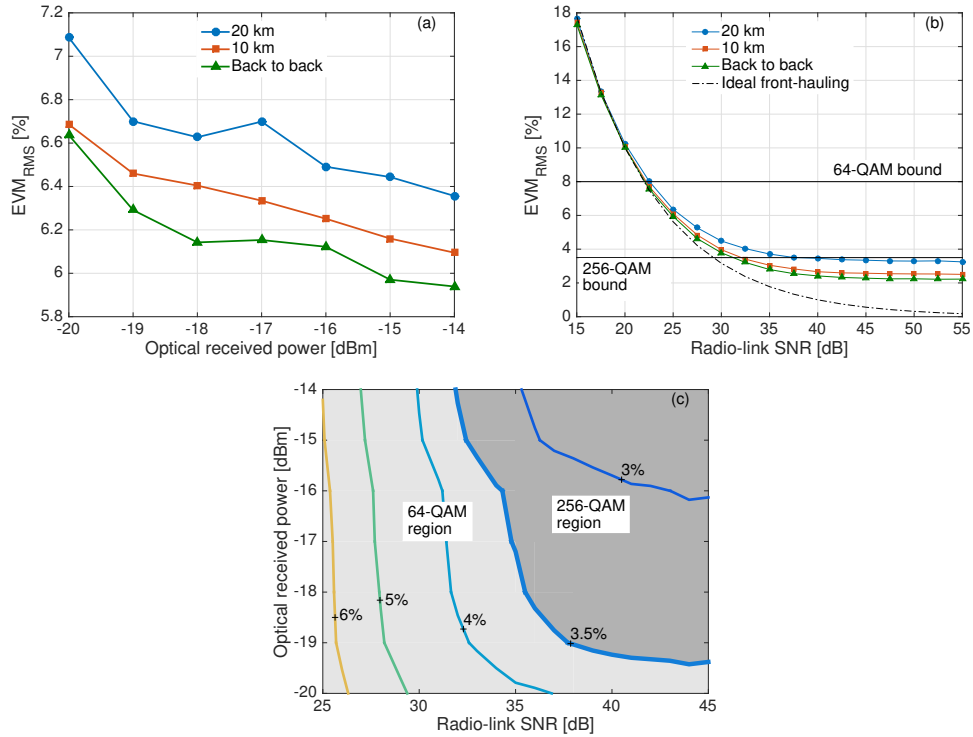 (a)
20 km
10 km
Back to back
7.2
7
6.8
6.6
6.4
6.2
6
5.8
EVM_RMS [%]
-20 -19 -18 -17 -16 -15 -14
Optical received power [dBm]
(b)
20 km
10 km
Back to back
Ideal front-hauling
18
16
14
12
10
8
6
4
2
0
EVM_RMS [%]
64-QAM bound
256-QAM
bound
15 20 25 30 35 40 45 50 55
Radio-link SNR [dB]
(c)
-14
-15
-16
-17
-18
-19
-20
Optical received power [dBm]
3%
64-QAM
region
256-QAM
region
6%
5%
4%
3.5%
25 30 35 40 45
Radio-link SNR [dB]